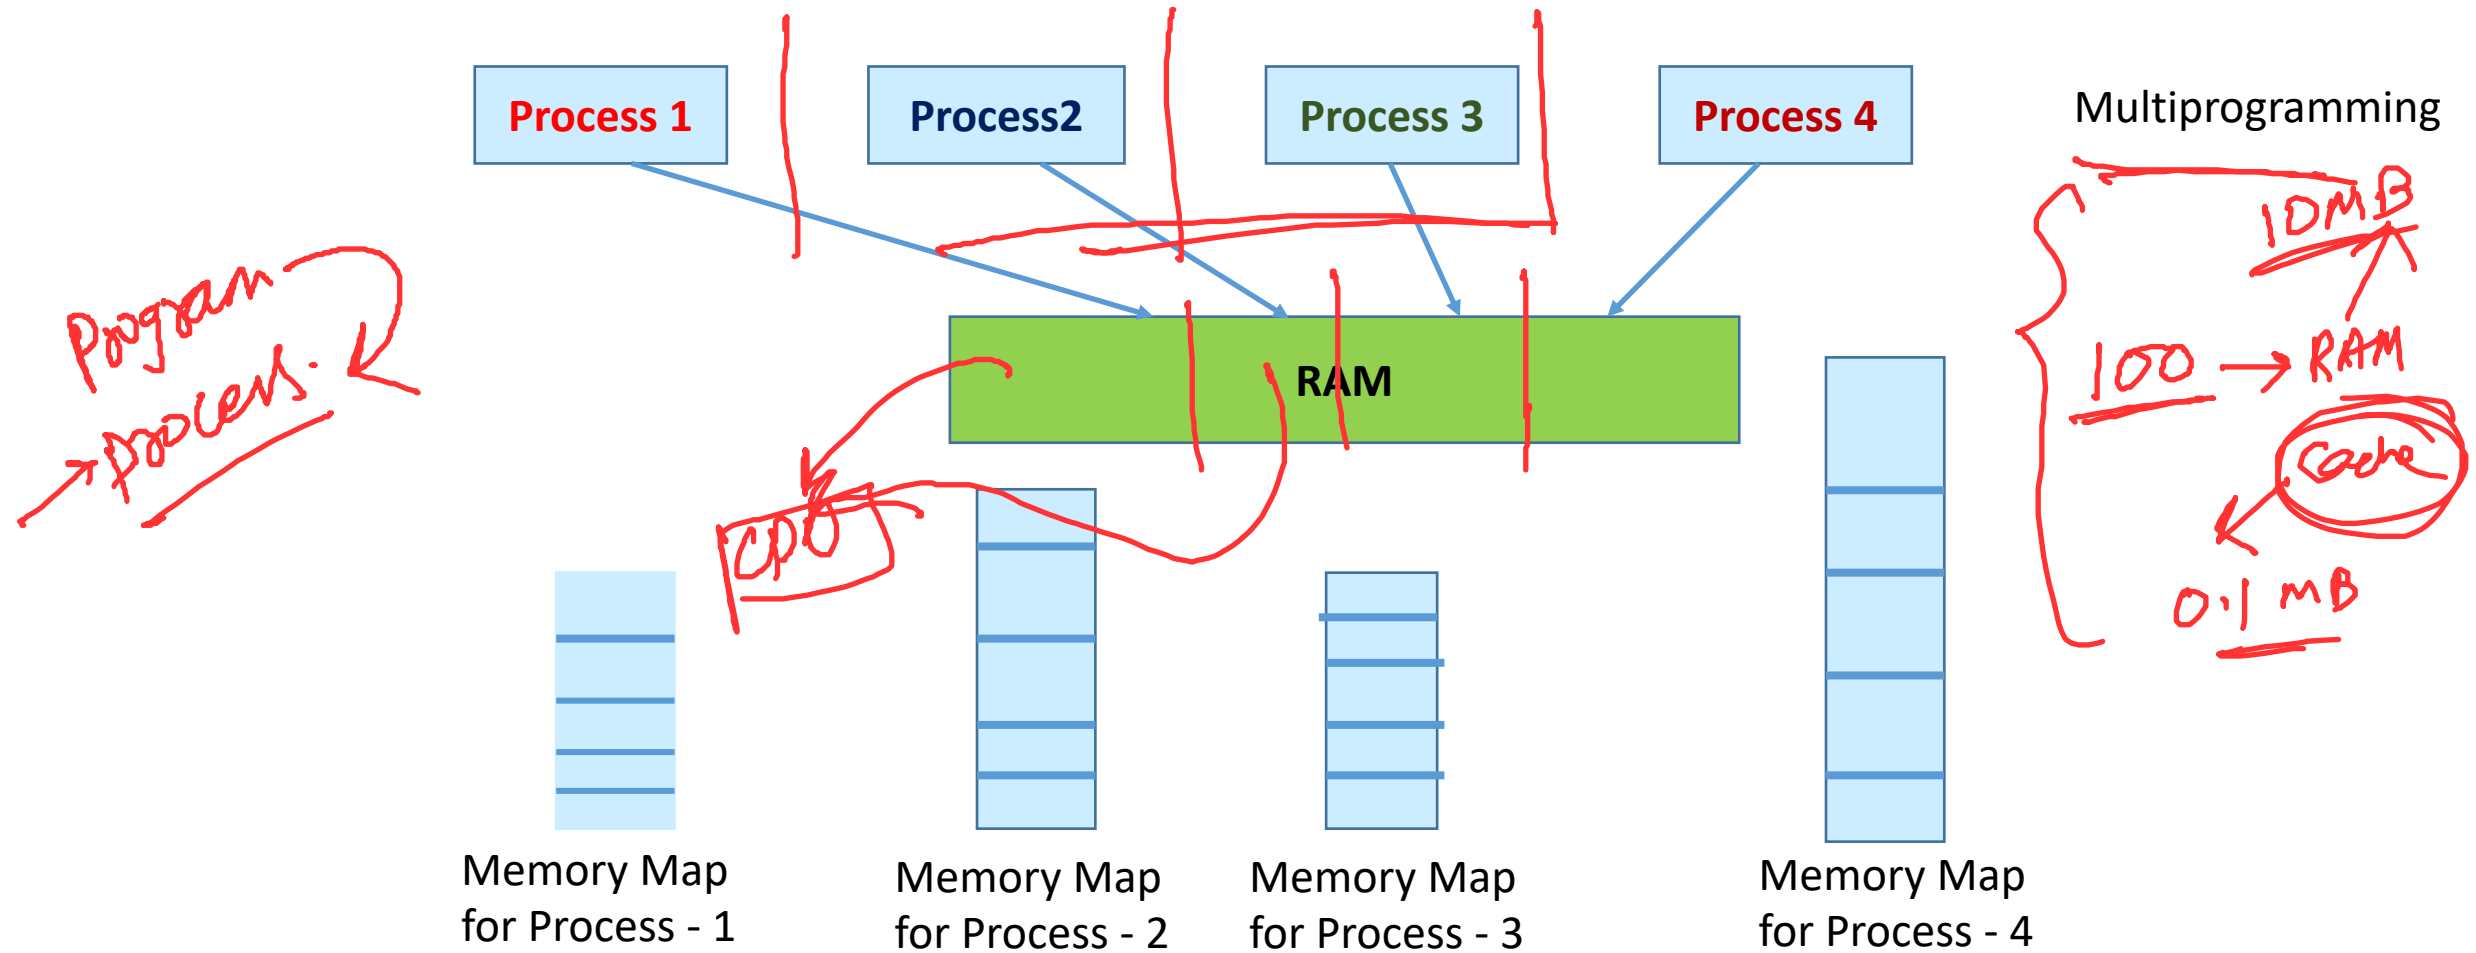 Process 1
Process2
Process 3
Process 4
Multiprogramming
10MB
Program
process.
RAM
100 → RAM
Cache
CPU
0.1 MB
Memory Map
for Process - 1
Memory Map
for Process - 2
Memory Map
for Process - 3
Memory Map
for Process - 4